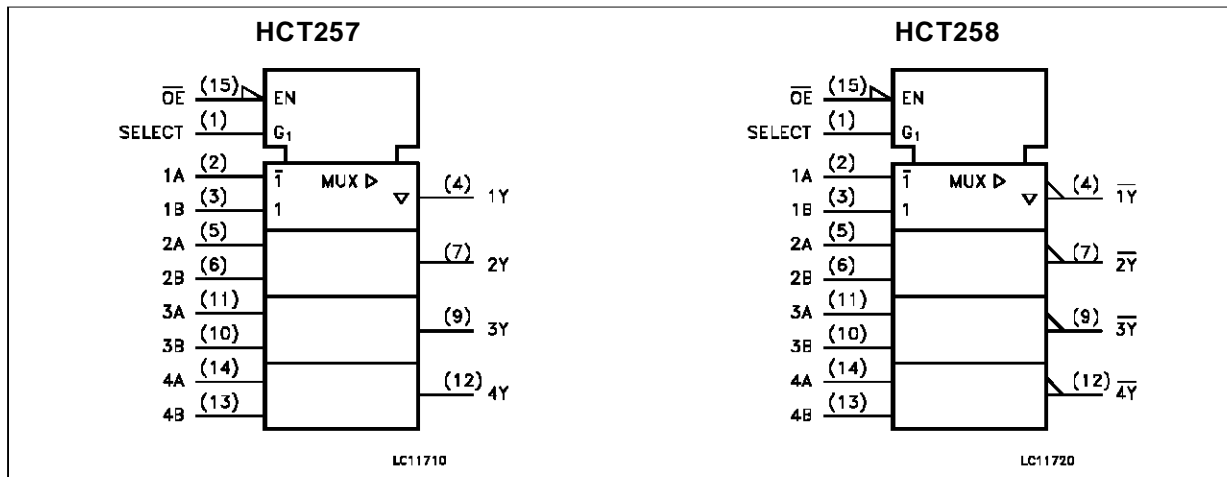 HCT257
OE (15) EN
SELECT (1) G1
1A (2) 1 MUX
1B (3) 1
(4) 1Y
2A (5)
2B (6)
(7) 2Y
3A (11)
3B (10)
(9) 3Y
4A (14)
4B (13)
(12) 4Y
LC11710
HCT258
OE (15) EN
SELECT (1) G1
1A (2) 1 MUX
1B (3) 1
(4) 1Y
2A (5)
2B (6)
(7) 2Y
3A (11)
3B (10)
(9) 3Y
4A (14)
4B (13)
(12) 4Y
LC11720